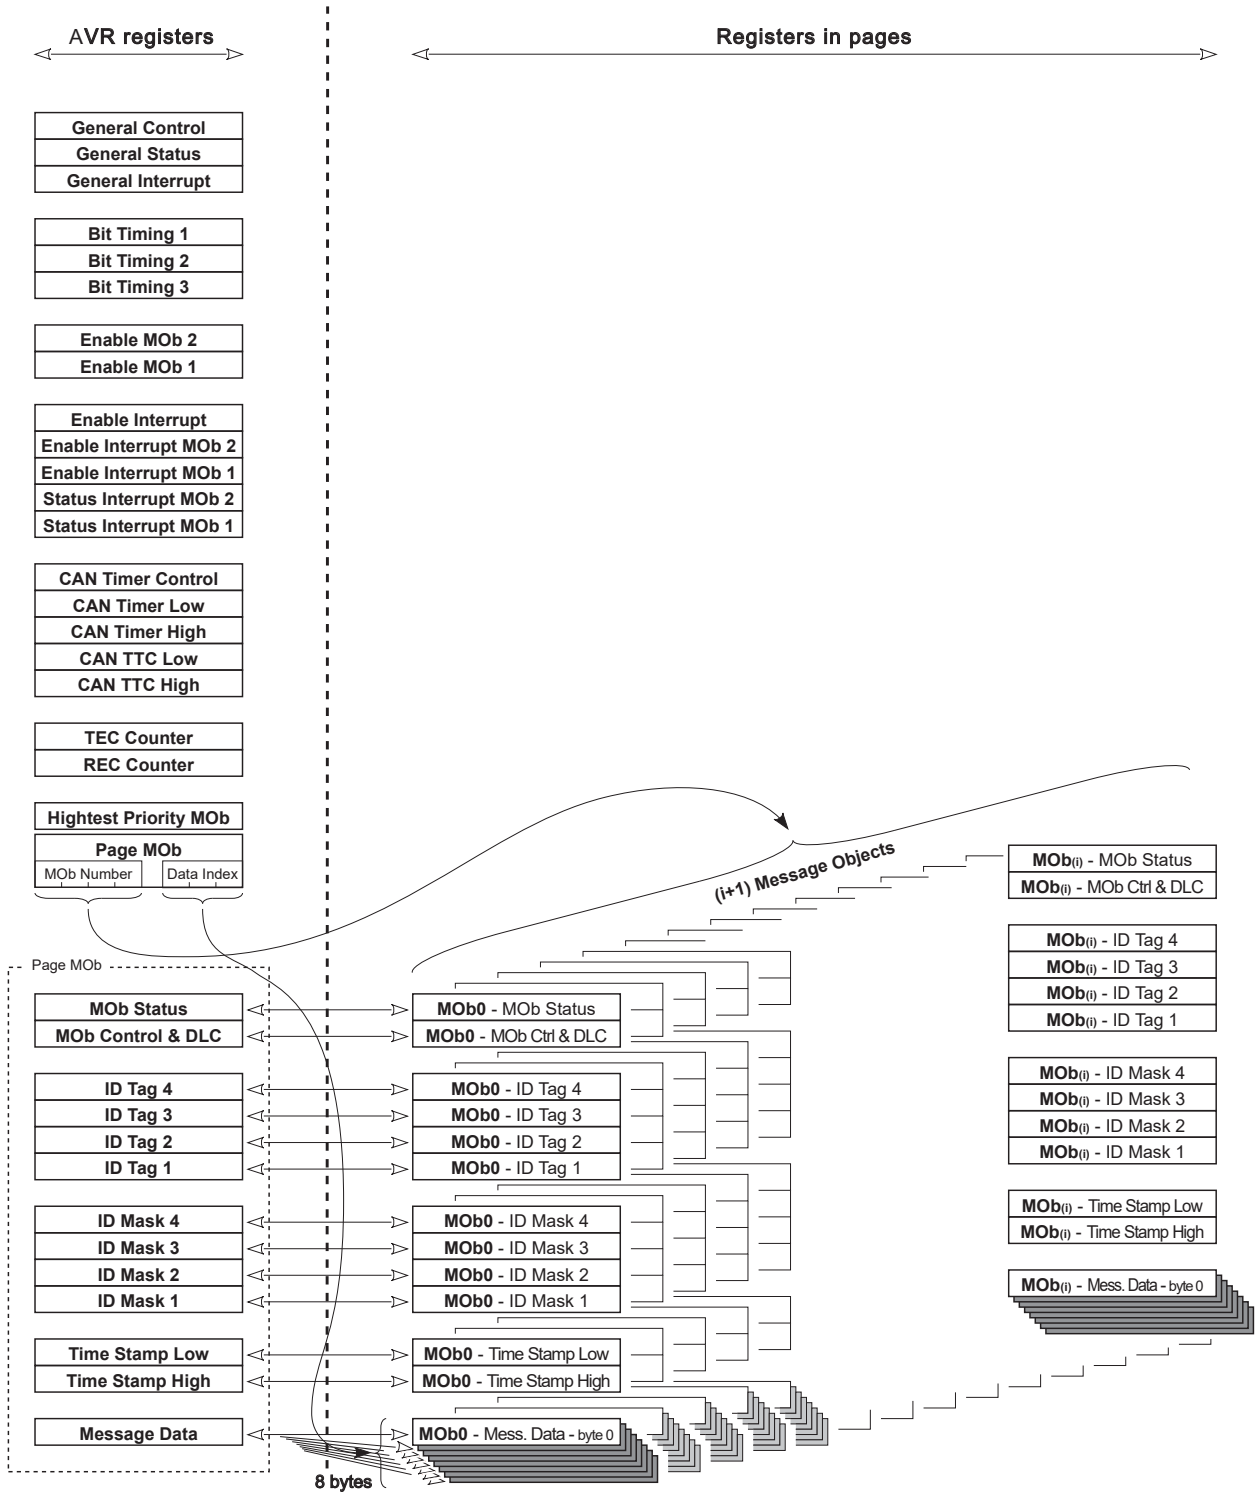 AVR registers
Registers in pages
General Control
General Status
General Interrupt
Bit Timing 1
Bit Timing 2
Bit Timing 3
Enable MOb 2
Enable MOb 1
Enable Interrupt
Enable Interrupt MOb 2
Enable Interrupt MOb 1
Status Interrupt MOb 2
Status Interrupt MOb 1
CAN Timer Control
CAN Timer Low
CAN Timer High
CAN TTC Low
CAN TTC High
TEC Counter
REC Counter
Hightest Priority MOb
Page MOb
MOb Number
Data Index
Page MOb
MOb Status
MOb Control & DLC
ID Tag 4
ID Tag 3
ID Tag 2
ID Tag 1
ID Mask 4
ID Mask 3
ID Mask 2
ID Mask 1
Time Stamp Low
Time Stamp High
Message Data
8 bytes
MOb0 - MOb Status
MOb0 - MOb Ctrl & DLC
MOb0 - ID Tag 4
MOb0 - ID Tag 3
MOb0 - ID Tag 2
MOb0 - ID Tag 1
MOb0 - ID Mask 4
MOb0 - ID Mask 3
MOb0 - ID Mask 2
MOb0 - ID Mask 1
MOb0 - Time Stamp Low
MOb0 - Time Stamp High
MOb0 - Mess. Data - byte 0
(i+1) Message Objects
MOb(i) - MOb Status
MOb(i) - MOb Ctrl & DLC
MOb(i) - ID Tag 4
MOb(i) - ID Tag 3
MOb(i) - ID Tag 2
MOb(i) - ID Tag 1
MOb(i) - ID Mask 4
MOb(i) - ID Mask 3
MOb(i) - ID Mask 2
MOb(i) - ID Mask 1
MOb(i) - Time Stamp Low
MOb(i) - Time Stamp High
MOb(i) - Mess. Data - byte 0